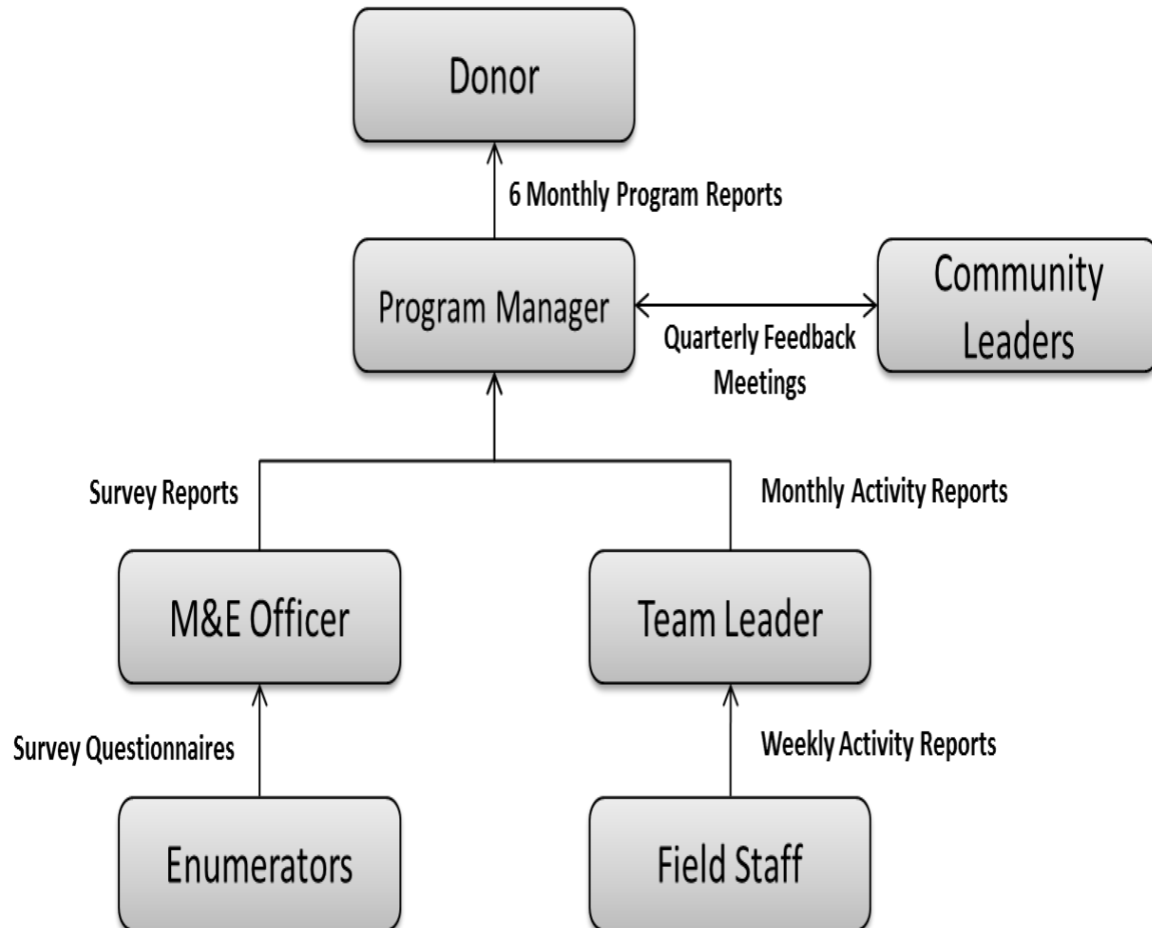 Donor
6 Monthly Program Reports
Program Manager
Community
Leaders
Quarterly Feedback
Meetings
Survey Reports
Monthly Activity Reports
M&E Officer
Team Leader
Survey Questionnaires
Weekly Activity Reports
Enumerators
Field Staff